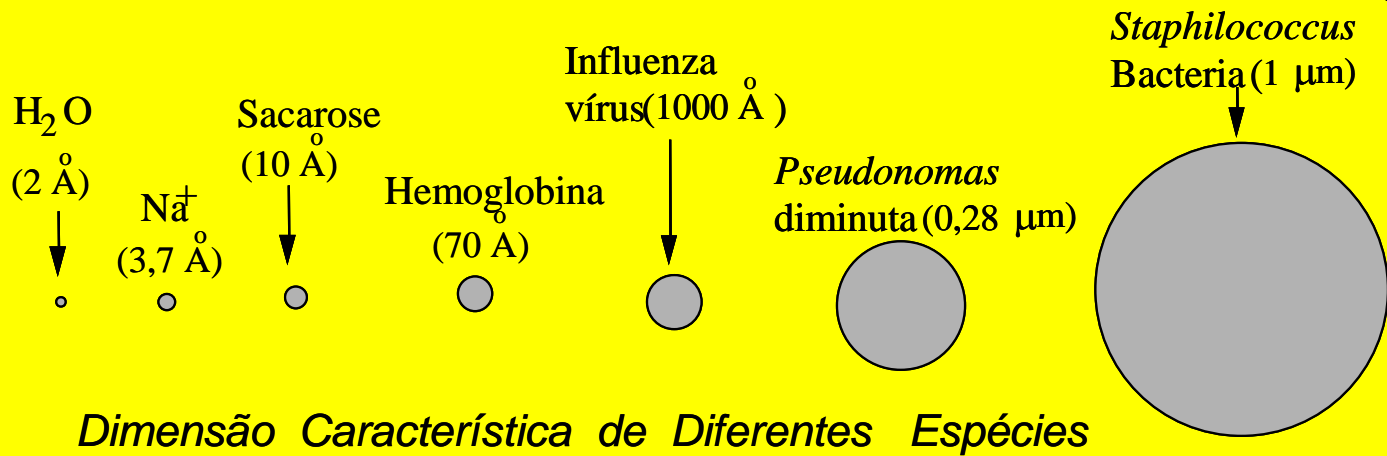 H₂O
(2 Å)
Na⁺
(3,7 Å)
Sacarose
(10 Å)
Hemoglobina
(70 Å)
Influenza
vírus(1000 Å )
Pseudonomas
diminuta (0,28 μm)
Staphilococcus
Bacteria (1 μm)
Dimensão Característica de Diferentes Espécies